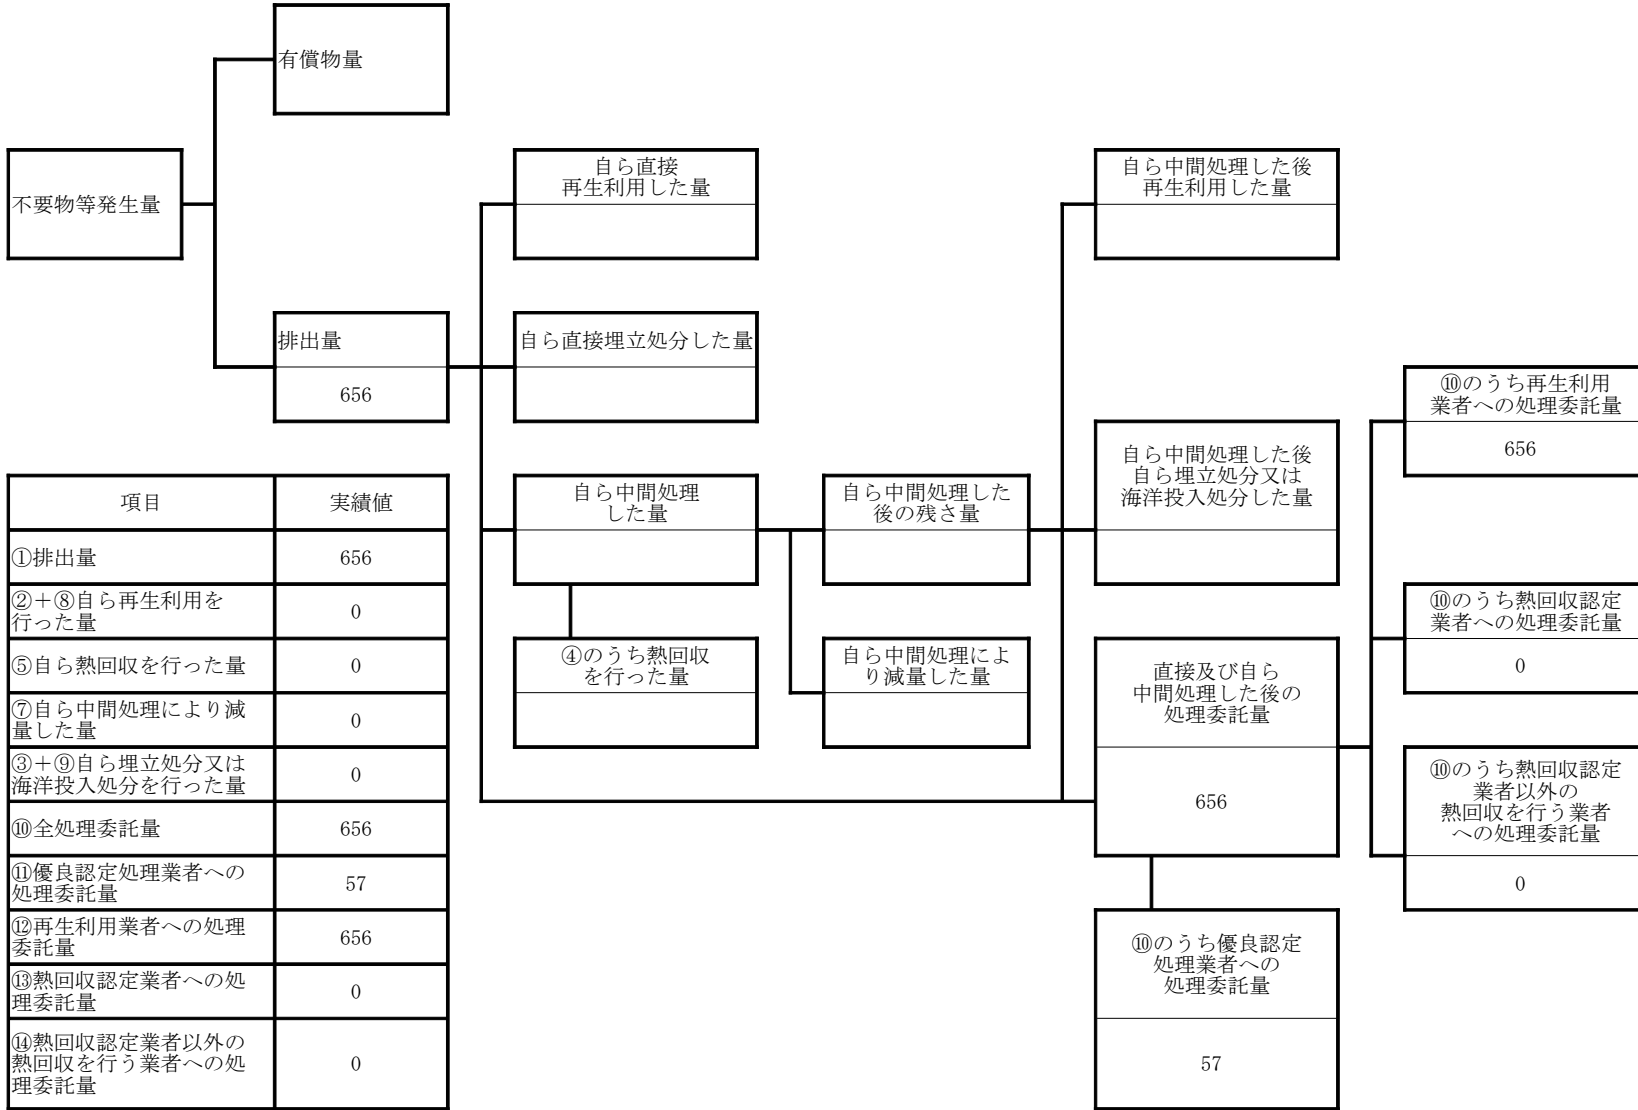 有償物量
不要物等発生量
自ら直接
再生利用した量
自ら中間処理した後
再生利用した量
排出量
656
自ら直接埋立処分した量
⑩のうち再生利用
業者への処理委託量
656
自ら中間処理した後
自ら埋立処分又は
海洋投入処分した量
自ら中間処理
した量
自ら中間処理した
後の残さ量
⑩のうち熱回収認定
業者への処理委託量
0
④のうち熱回収
を行った量
自ら中間処理によ
り減量した量
直接及び自ら
中間処理した後の
処理委託量
656
⑩のうち熱回収認定
業者以外の
熱回収を行う業者
への処理委託量
0
⑩のうち優良認定
処理業者への
処理委託量
57
項目 実績値
①排出量 656
②+⑧自ら再生利用を
行った量 0
⑤自ら熱回収を行った量 0
⑦自ら中間処理により減
量した量 0
③+⑨自ら埋立処分又は
海洋投入処分を行った量 0
⑩全処理委託量 656
⑪優良認定処理業者への
処理委託量 57
⑫再生利用業者への処理
委託量 656
⑬熱回収認定業者への処
理委託量 0
⑭熱回収認定業者以外の
熱回収を行う業者への処
理委託量 0